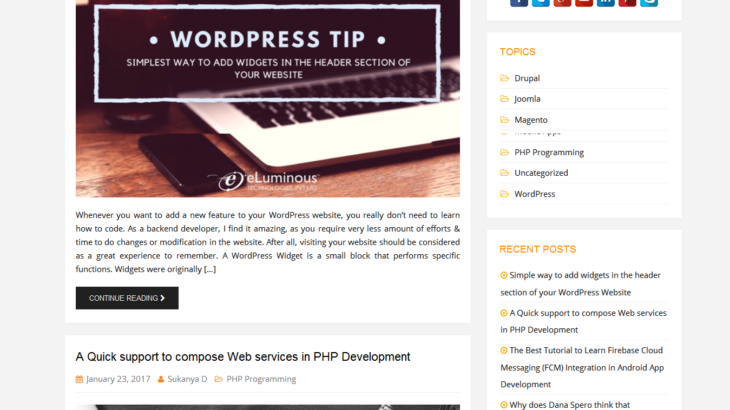 • WORDPRESS TIP •
SIMPLEST WAY TO ADD WIDGETS IN THE HEADER SECTION OF
YOUR WEBSITE
eLuminous
TECHNOLOGIES PVT LTD
Whenever you want to add a new feature to your WordPress website, you really don't need to learn
how to code. As a backend developer, I find it amazing, as you require very less amount of efforts &
time to do changes or modification in the website. After all, visiting your website should be considered
as a great experience to remember. A WordPress Widget is a small block that performs specific
functions. Widgets were originally [...]
CONTINUE READING
A Quick support to compose Web services in PHP Development
January 23, 2017 Sukanya D PHP Programming
TOPICS
Drupal
Joomla
Magento
PHP Programming
Uncategorized
WordPress
RECENT POSTS
Simple way to add widgets in the header
section of your WordPress Website
A Quick support to compose Web services
in PHP Development
The Best Tutorial to Learn Firebase Cloud
Messaging (FCM) Integration in Android App
Development
Why does Dana Spero think that